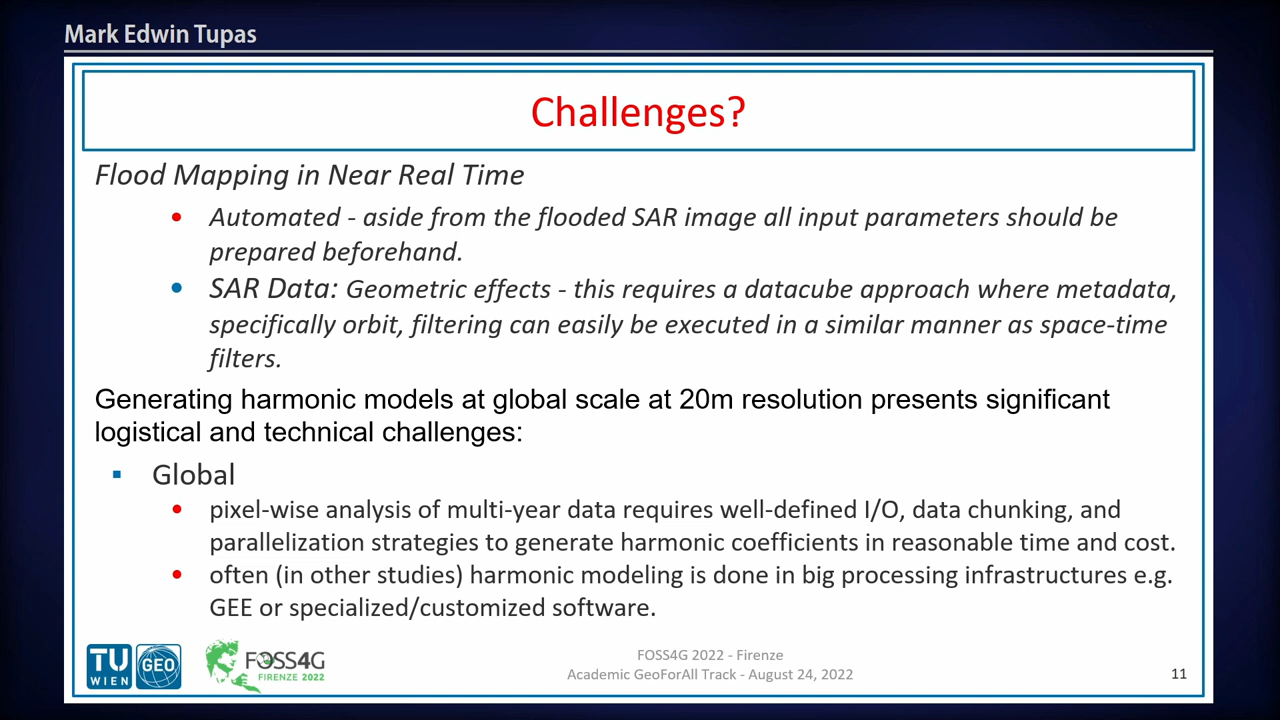 Mark Edwin Tupas
Challenges?
Flood Mapping in Near Real Time
• Automated - aside from the flooded SAR image all input parameters should be
prepared beforehand.
• SAR Data: Geometric effects - this requires a datacube approach where metadata,
specifically orbit, filtering can easily be executed in a similar manner as space-time
filters.
Generating harmonic models at global scale at 20m resolution presents significant
logistical and technical challenges:
▪ Global
• pixel-wise analysis of multi-year data requires well-defined I/O, data chunking, and
parallelization strategies to generate harmonic coefficients in reasonable time and cost.
• often (in other studies) harmonic modeling is done in big processing infrastructures e.g.
GEE or specialized/customized software.
TU
WIEN
GEO
FOSS4G
FIRENZE 2022
FOSS4G 2022 - Firenze
Academic GeoForAll Track - August 24, 2022
11